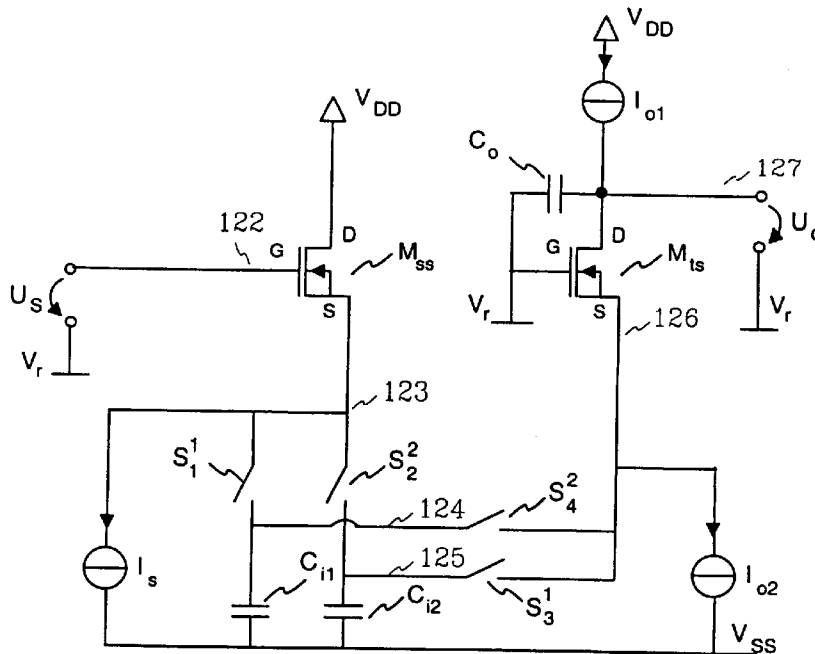 V_DD
I_o1
V_DD
C_o
127
122
G
D
M_ss
G
D
M_ts
U_o
U_S
S
S
V_r
126
V_r
V_r
123
S_1^1
S_2^2
S_4^2
124
125
I_s
C_i1
C_i2
S_3^1
I_o2
V_SS